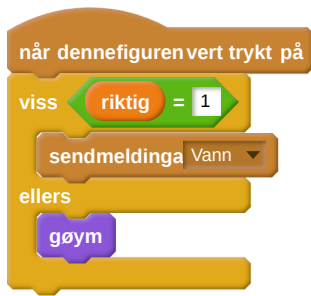 når dennefiguren vert trykt på
viss riktig = 1
sendmeldinga Vann
ellers
gøym